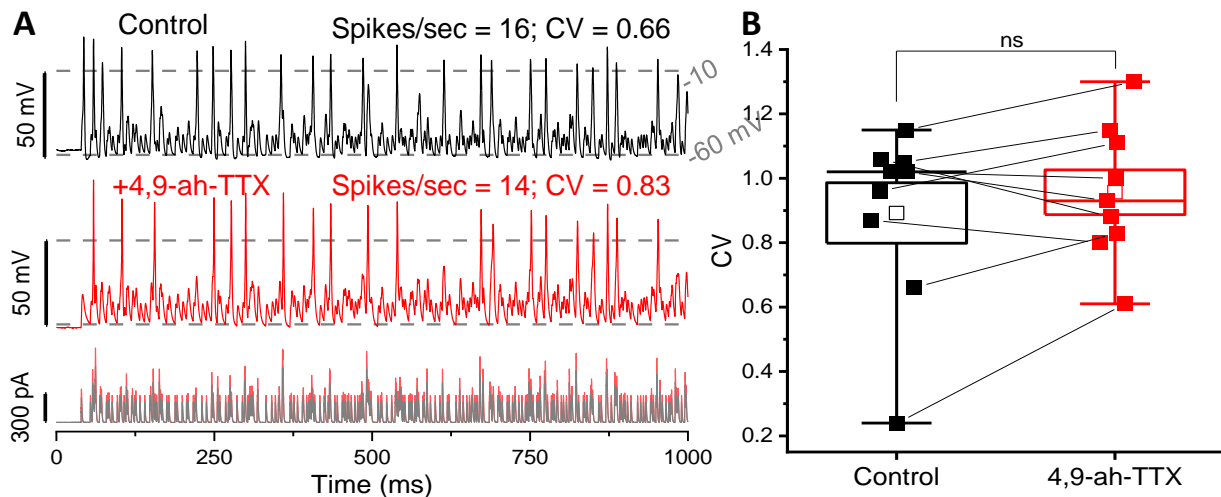 A
Control
Spikes/sec = 16; CV = 0.66
50 mV
-10
-60 mV
+4,9-ah-TTX
Spikes/sec = 14; CV = 0.83
50 mV
300 pA
0
250
500
750
1000
Time (ms)
B
ns
1.4
1.2
1.0
0.8
0.6
0.4
0.2
CV
Control
4,9-ah-TTX